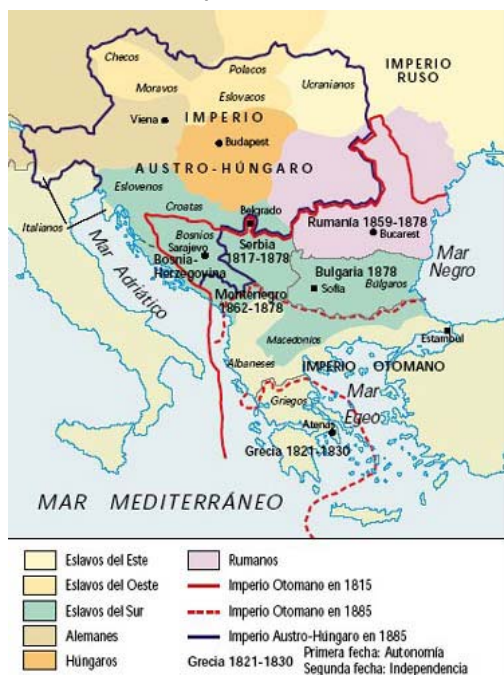 Checos
Polacos
IMPERIO
RUSO
Moravos
Eslovacos
Ucranianos
Viena
IMPERIO
Budapest
AUSTRO-HÚNGARO
Eslovenos
Croatas
Italianos
Belgrado
Rumanía 1859-1878
Bucarest
Bosnios
Sarajevo
Bosnia-
Herzegovina
Serbia
1817-1878
Mar
Negro
Mar Adriático
Bulgaria 1878
Sofía
Búlgaros
Montenegro
1862-1878
Macedonios
Estambul
Albaneses
IMPERIO OTOMANO
Griegos
Mar
Egeo
Atenas
Grecia 1821-1830
MAR MEDITERRÁNEO
Eslavos del Este
Eslavos del Oeste
Eslavos del Sur
Alemanes
Húngaros
Rumanos
Imperio Otomano en 1815
Imperio Otomano en 1885
Imperio Austro-Húngaro en 1885
Grecia 1821-1830
Primera fecha: Autonomía
Segunda fecha: Independencia